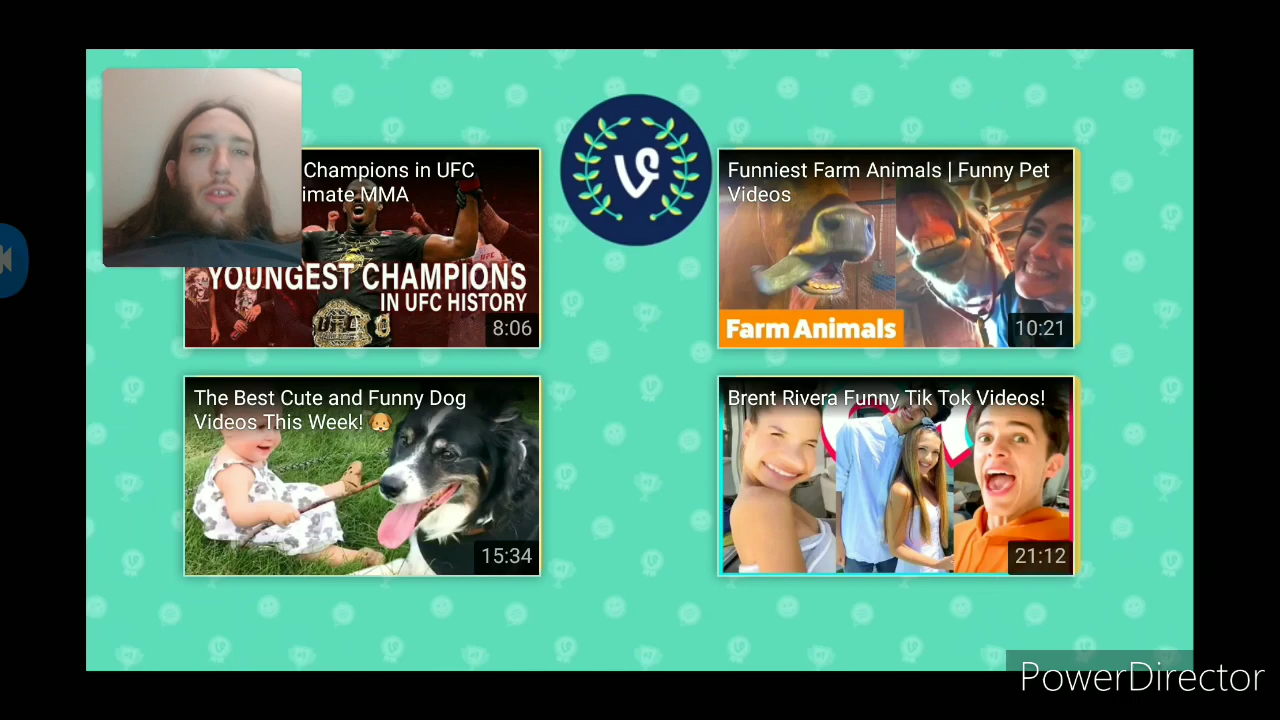 Champions in UFC
imate MMA
YOUNGEST CHAMPIONS
IN UFC HISTORY
UFC
8:06
Funniest Farm Animals | Funny Pet
Videos
Farm Animals
10:21
The Best Cute and Funny Dog
Videos This Week! 🐶
15:34
Brent Rivera Funny Tik Tok Videos!
21:12
PowerDirector